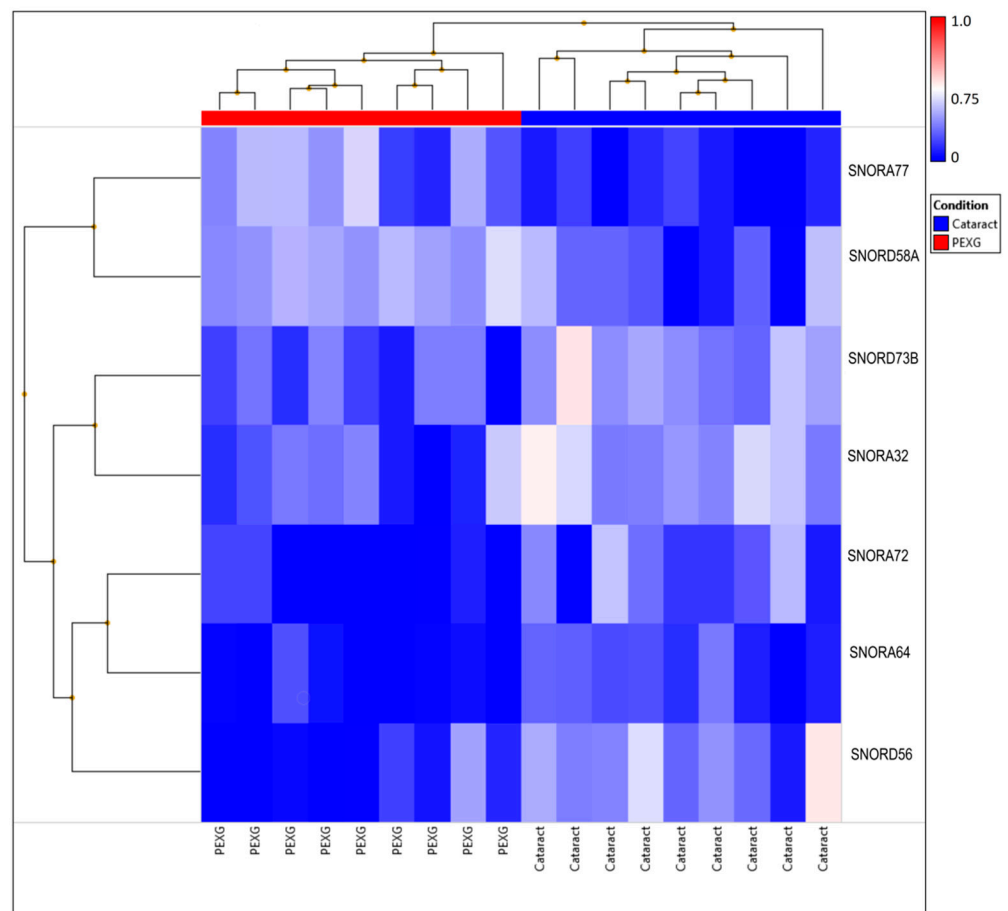 1.0
0.75
0
Condition
Cataract
PEXG
SNORA77
SNORD58A
SNORD73B
SNORA32
SNORA72
SNORA64
SNORD56
PEXG
PEXG
PEXG
PEXG
PEXG
PEXG
PEXG
PEXG
PEXG
Cataract
Cataract
Cataract
Cataract
Cataract
Cataract
Cataract
Cataract
Cataract